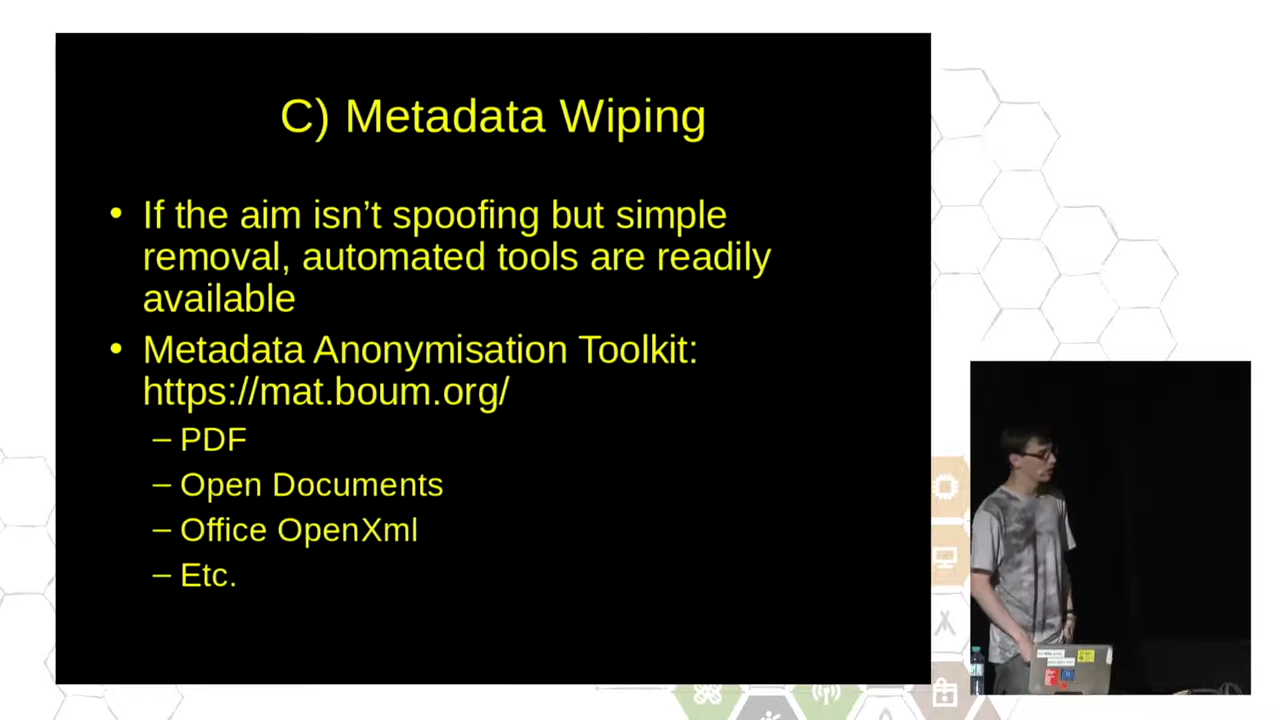 C) Metadata Wiping
• If the aim isn’t spoofing but simple
removal, automated tools are readily
available
• Metadata Anonymisation Toolkit:
https://mat.boum.org/
– PDF
– Open Documents
– Office OpenXml
– Etc.